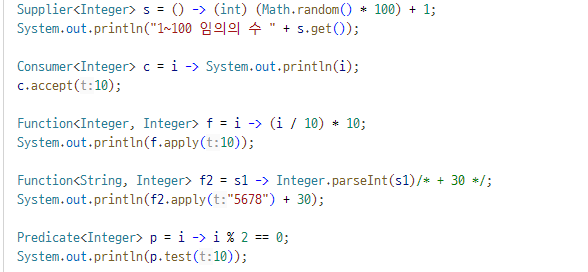 Supplier<Integer> s = () -> (int) (Math.random() * 100) + 1;
System.out.println("1~100 임의의 수 " + s.get());
Consumer<Integer> c = i -> System.out.println(i);
c.accept(t:10);
Function<Integer, Integer> f = i -> (i / 10) * 10;
System.out.println(f.apply(t:10));
Function<String, Integer> f2 = s1 -> Integer.parseInt(s1)/* + 30 */;
System.out.println(f2.apply(t:"5678") + 30);
Predicate<Integer> p = i -> i % 2 == 0;
System.out.println(p.test(t:10));